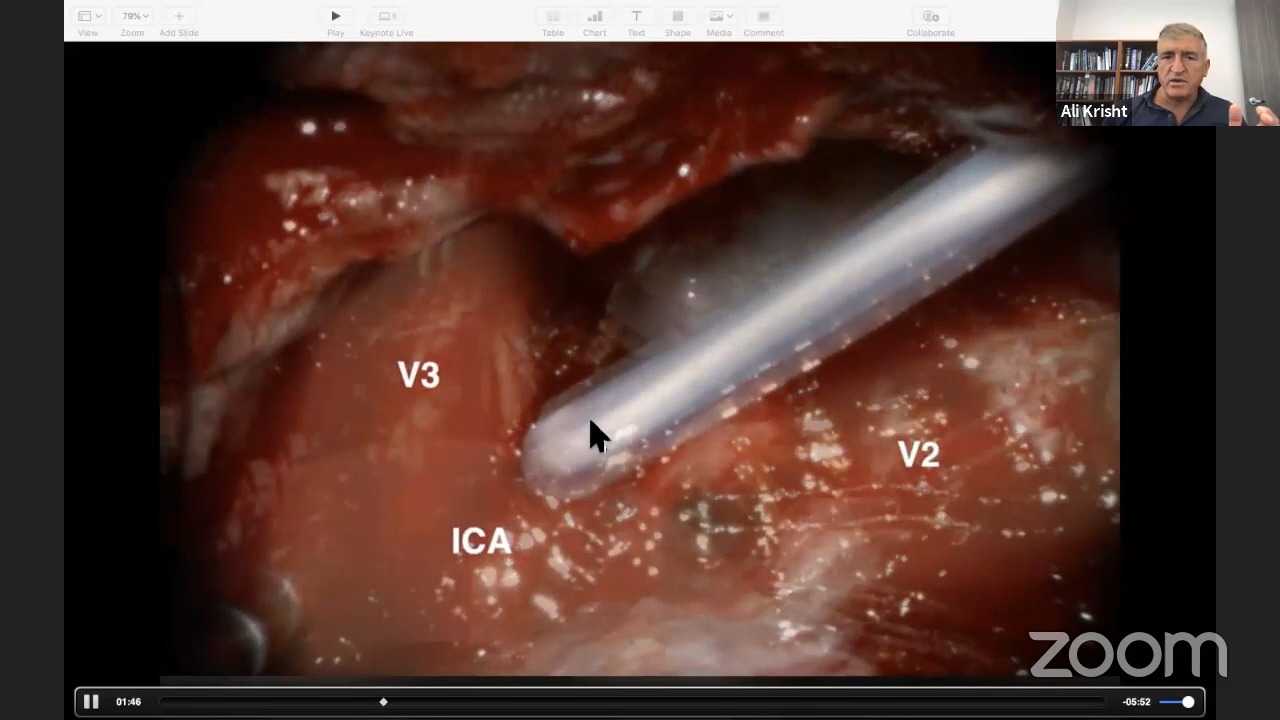 79%
View
Zoom
Add Slide
Play
Keynote Live
Table
Chart
Text
Shape
Media
Comment
Collaborate
Ali Krisht
V3
V2
ICA
zoom
01:46
-05:52